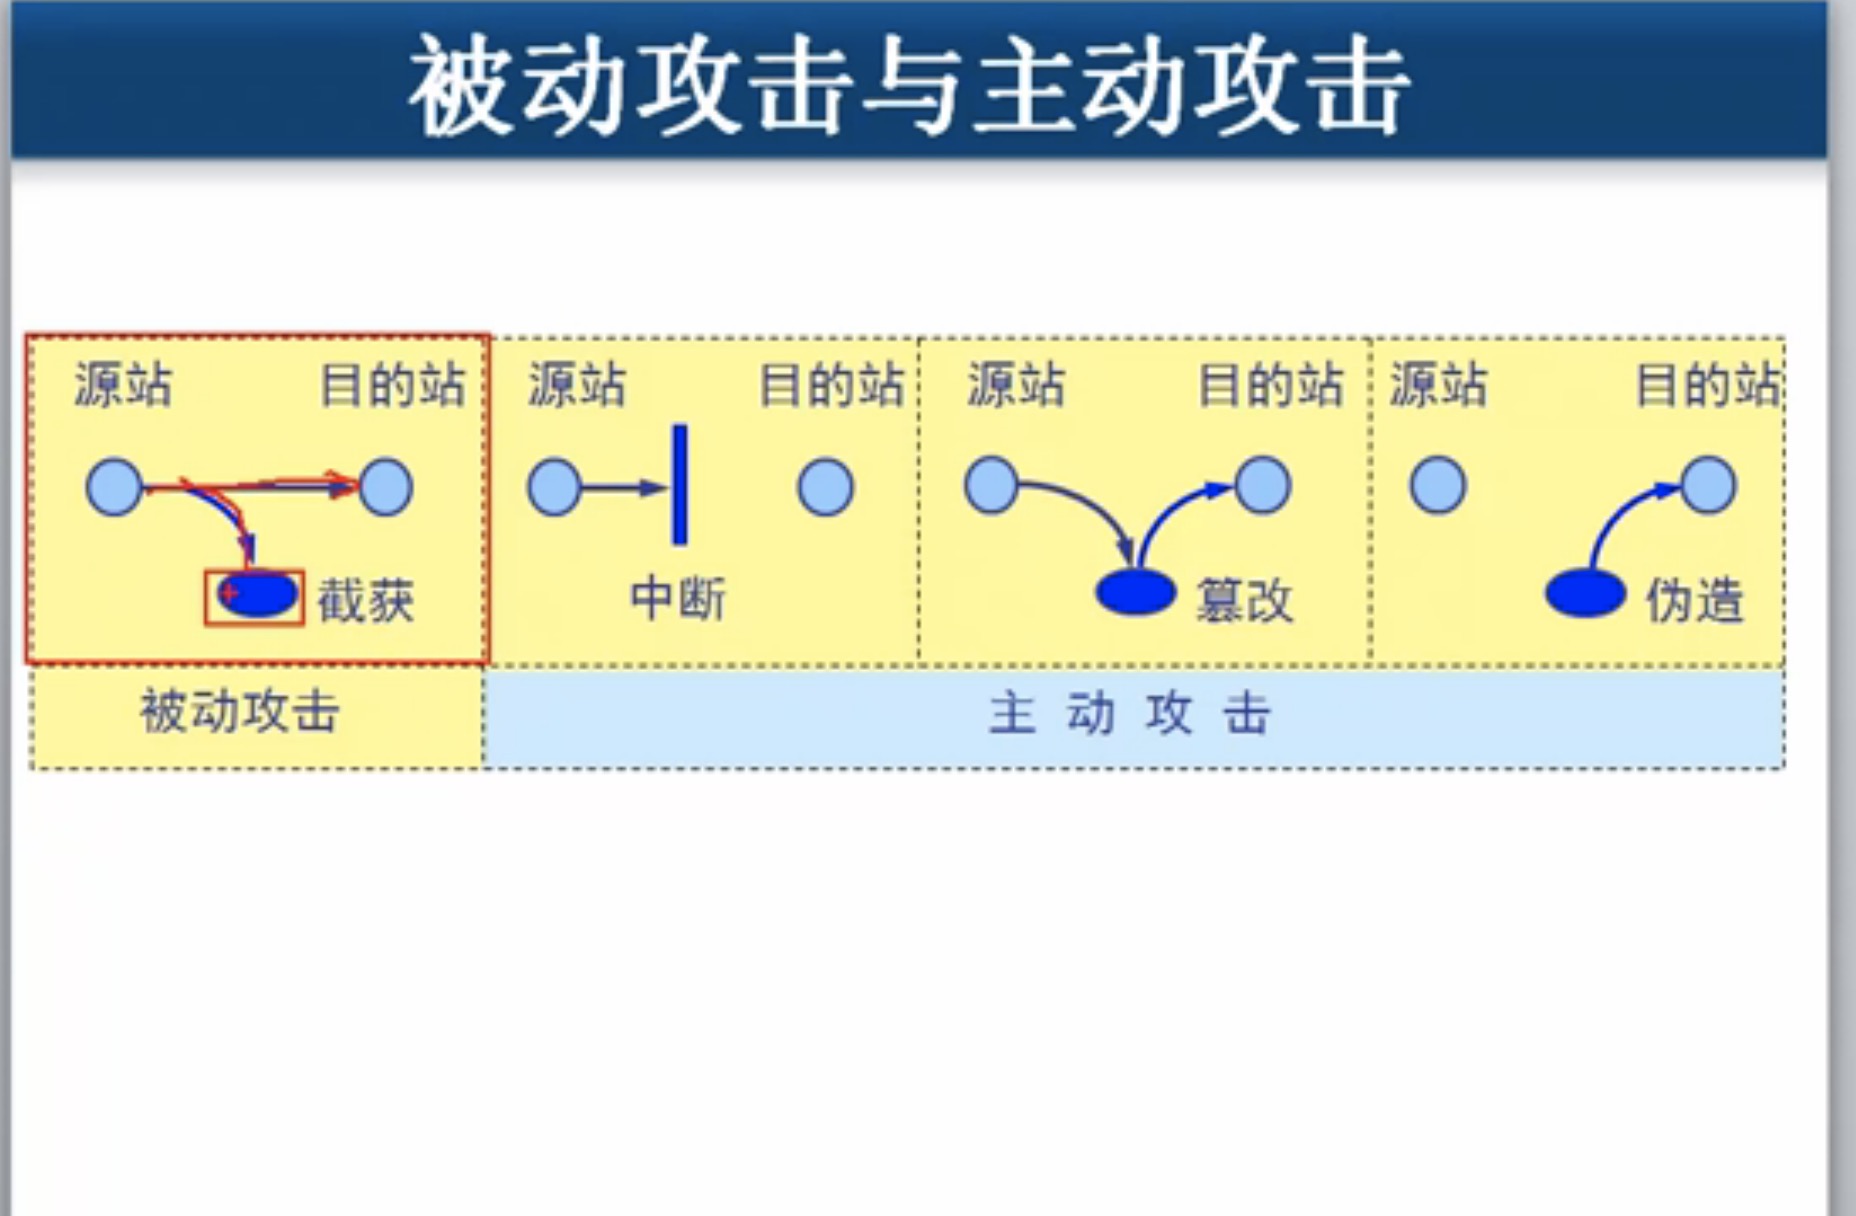 被动攻击与主动攻击
源站 目的站 源站 目的站 源站 目的站 源站 目的站
截获 中断 篡改 伪造
被动攻击 主 动 攻 击